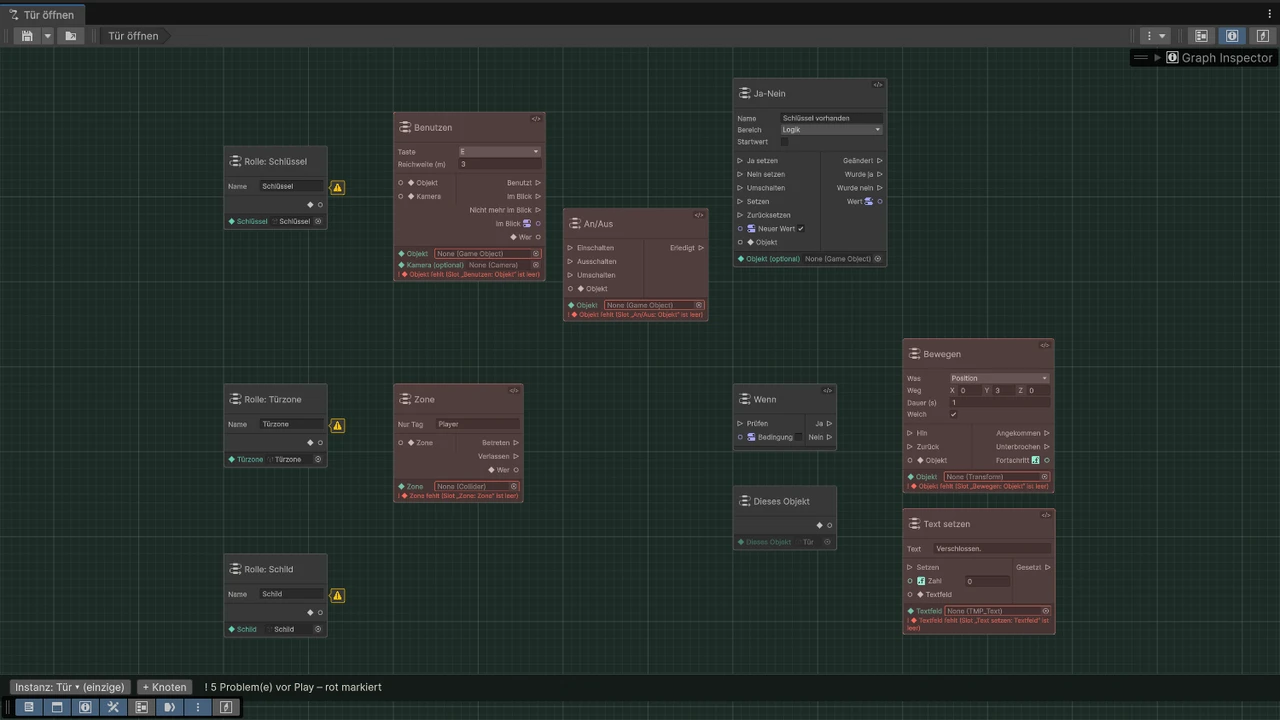 Tür öffnen
Tür öffnen
Graph Inspector
Ja-Nein
Name Schlüssel vorhanden
Bereich Logik
Startwert
Ja setzen Geändert
Nein setzen Wurde ja
Umschalten Wurde nein
Setzen Wert
Zurücksetzen
Neuer Wert
Objekt
Objekt (optional) None (Game Object)
Benutzen
Taste E
Reichweite (m) 3
Objekt Benutzt
Kamera Im Blick
Nicht mehr im Blick
Im Blick
Wer
Objekt None (Game Object)
Kamera (optional) None (Camera)
! Objekt fehlt (Slot „Benutzen: Objekt" ist leer)
Rolle: Schlüssel
Name Schlüssel
Schlüssel Schlüssel
An/Aus
Einschalten Erledigt
Ausschalten
Umschalten
Objekt
Objekt None (Game Object)
! Objekt fehlt (Slot „An/Aus: Objekt" ist leer)
Rolle: Türzone
Name Türzone
Türzone Türzone
Zone
Nur Tag Player
Zone Betreten
Verlassen
Wer
Zone None (Collider)
! Zone fehlt (Slot „Zone: Zone" ist leer)
Wenn
Prüfen Ja
Bedingung Nein
Bewegen
Was Position
Weg X 0 Y 3 Z 0
Dauer (s) 1
Weich
Hin Angekommen
Zurück Unterbrochen
Objekt Fortschritt
Objekt None (Transform)
! Objekt fehlt (Slot „Bewegen: Objekt" ist leer)
Dieses Objekt
Dieses Objekt Tür
Text setzen
Text Verschlossen.
Setzen Gesetzt
Zahl 0
Textfeld
Textfeld None (TMP_Text)
! Textfeld fehlt (Slot „Text setzen: Textfeld" ist
leer)
Rolle: Schild
Name Schild
Schild Schild
Instanz: Tür (einzige) + Knoten ! 5 Problem(e) vor Play – rot markiert